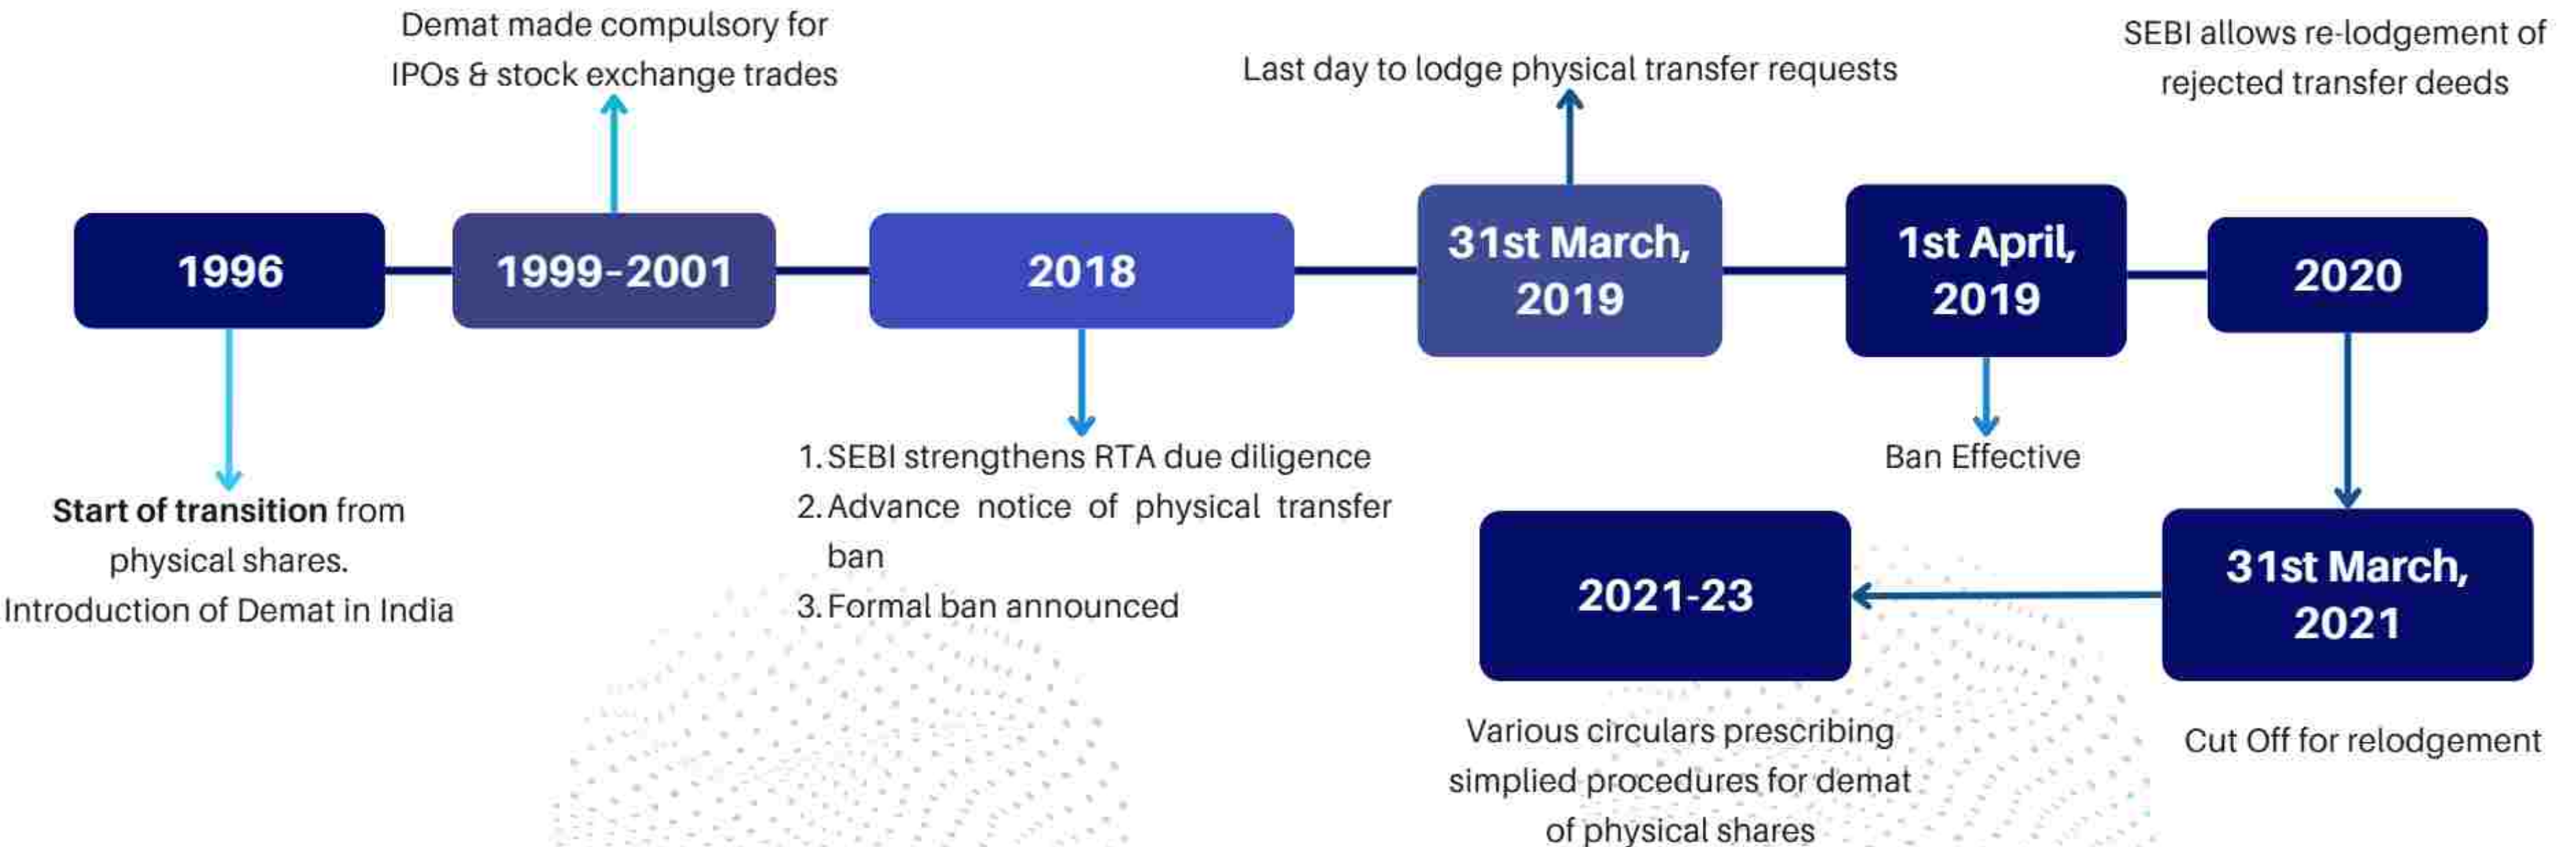 Demat made compulsory for
IPOs & stock exchange trades
Last day to lodge physical transfer requests
SEBI allows re-lodgement of
rejected transfer deeds
1996
1999-2001
2018
31st March,
2019
1st April,
2019
2020
Start of transition from
physical shares.
Introduction of Demat in India
1. SEBI strengthens RTA due diligence
2. Advance notice of physical transfer
ban
3. Formal ban announced
Ban Effective
2021-23
31st March,
2021
Various circulars prescribing
simplied procedures for demat
of physical shares
Cut Off for relodgement